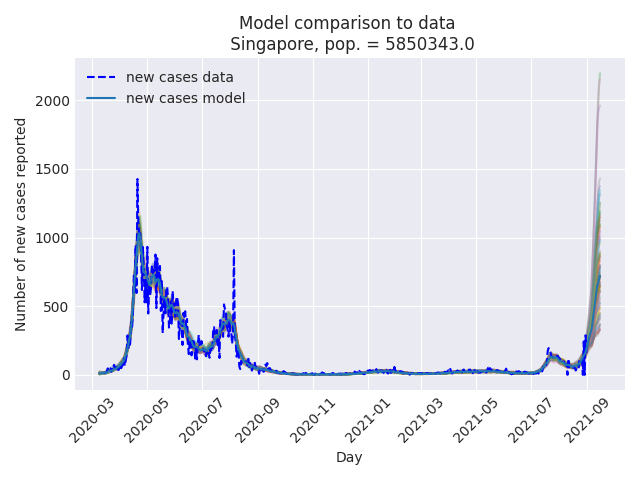 Model comparison to data
Singapore, pop. = 5850343.0
new cases data
new cases model
Number of new cases reported
2000
1500
1000
500
0
2020-03
2020-05
2020-07
2020-09
2020-11
2021-01
2021-03
2021-05
2021-07
2021-09
Day